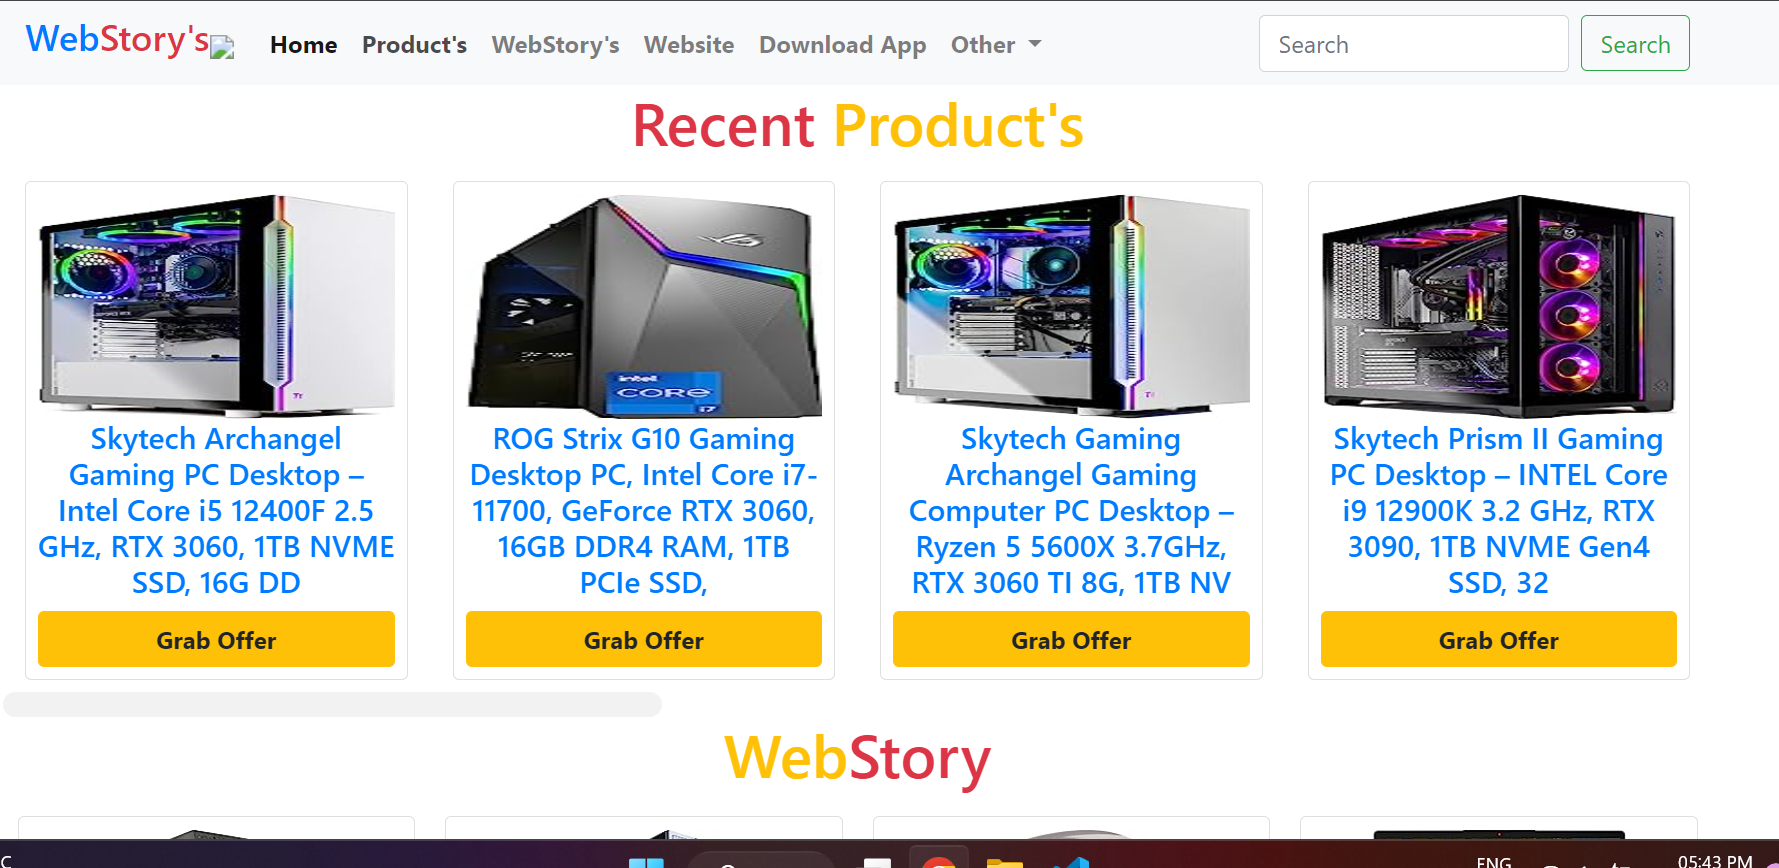 WebStory's Home Product's WebStory's Website Download App Other Search Search
Recent Product's
intel
CORE
i7
Skytech Archangel
Gaming PC Desktop –
Intel Core i5 12400F 2.5
GHz, RTX 3060, 1TB NVME
SSD, 16G DD
Grab Offer
ROG Strix G10 Gaming
Desktop PC, Intel Core i7-
11700, GeForce RTX 3060,
16GB DDR4 RAM, 1TB
PCIe SSD,
Grab Offer
Skytech Gaming
Archangel Gaming
Computer PC Desktop –
Ryzen 5 5600X 3.7GHz,
RTX 3060 TI 8G, 1TB NV
Grab Offer
Skytech Prism II Gaming
PC Desktop – INTEL Core
i9 12900K 3.2 GHz, RTX
3090, 1TB NVME Gen4
SSD, 32
Grab Offer
WebStory
ENG
05:43 PM